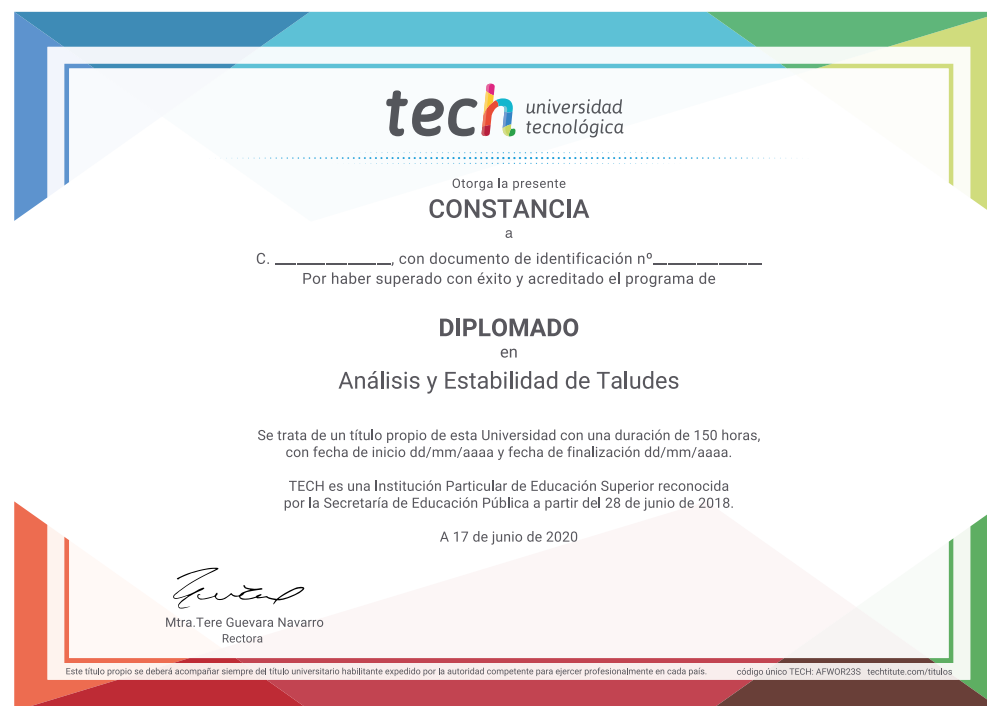 tech universidad
tecnológica
Otorga la presente
CONSTANCIA
a
C. ______________, con documento de identificación nº_____________
Por haber superado con éxito y acreditado el programa de
DIPLOMADO
en
Análisis y Estabilidad de Taludes
Se trata de un título propio de esta Universidad con una duración de 150 horas,
con fecha de inicio dd/mm/aaaa y fecha de finalización dd/mm/aaaa.
TECH es una Institución Particular de Educación Superior reconocida
por la Secretaría de Educación Pública a partir del 28 de junio de 2018.
A 17 de junio de 2020
Mtra.Tere Guevara Navarro
Rectora
Este título propio se deberá acompañar siempre del título universitario habilitante expedido por la autoridad competente para ejercer profesionalmente en cada país. código único TECH: AFWOR23S techtitute.com/titulos